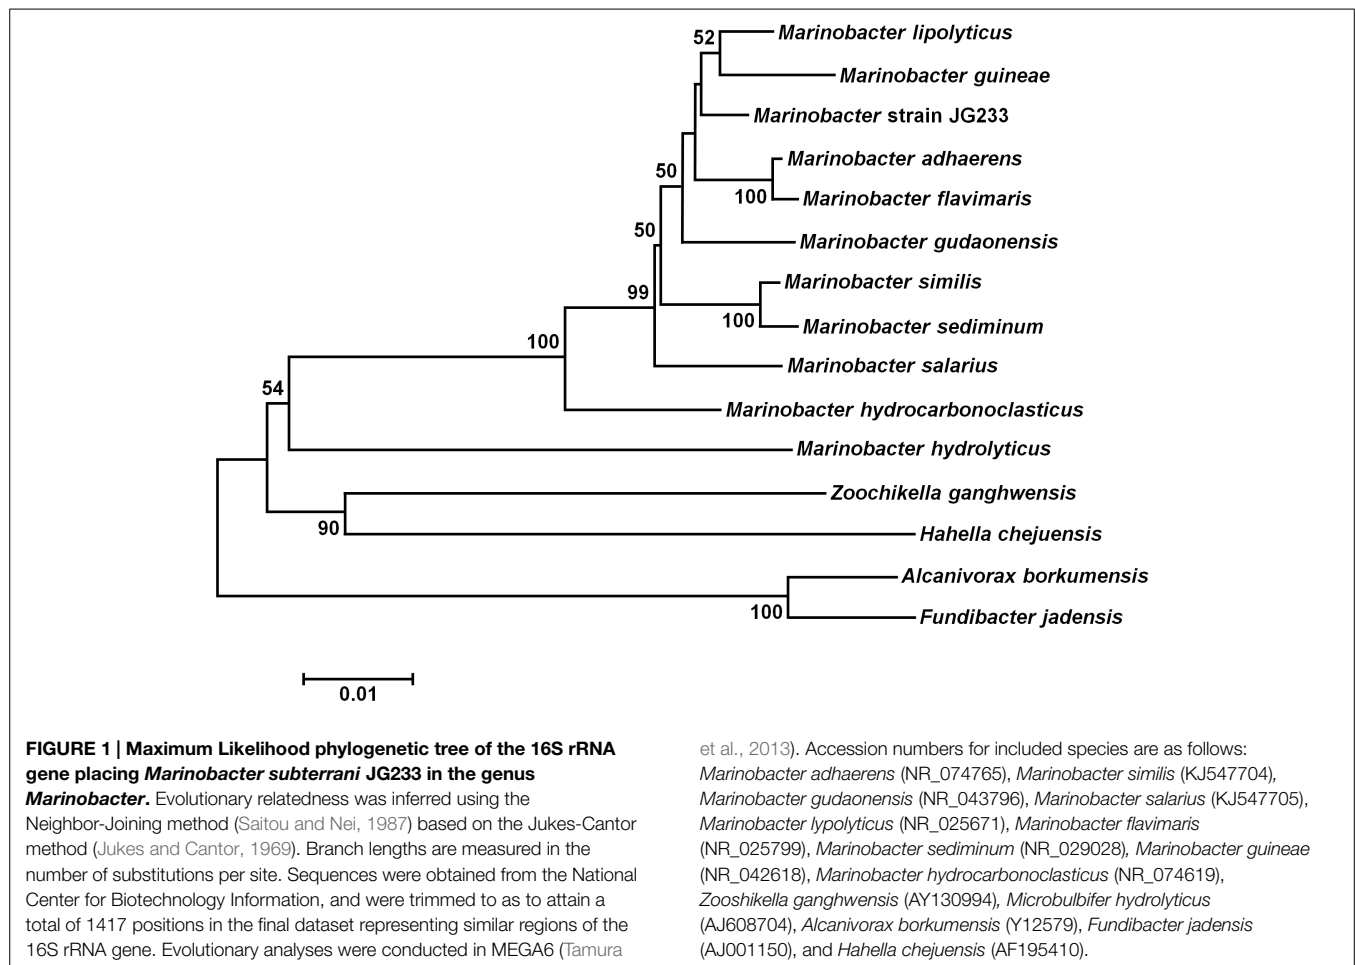 52
Marinobacter lipolyticus
Marinobacter guineae
Marinobacter strain JG233
Marinobacter adhaerens
50
100
Marinobacter flavimaris
50
Marinobacter gudaonensis
Marinobacter similis
99
100
Marinobacter sediminum
100
Marinobacter salarius
54
Marinobacter hydrocarbonoclasticus
Marinobacter hydrolyticus
Zoochikella ganghwensis
90
Hahella chejuensis
Alcanivorax borkumensis
100
Fundibacter jadensis
0.01
FIGURE 1 | Maximum Likelihood phylogenetic tree of the 16S rRNA
gene placing Marinobacter subterrani JG233 in the genus
Marinobacter. Evolutionary relatedness was inferred using the
Neighbor-Joining method (Saitou and Nei, 1987) based on the Jukes-Cantor
method (Jukes and Cantor, 1969). Branch lengths are measured in the
number of substitutions per site. Sequences were obtained from the National
Center for Biotechnology Information, and were trimmed to as to attain a
total of 1417 positions in the final dataset representing similar regions of the
16S rRNA gene. Evolutionary analyses were conducted in MEGA6 (Tamura
et al., 2013). Accession numbers for included species are as follows:
Marinobacter adhaerens (NR_074765), Marinobacter similis (KJ547704),
Marinobacter gudaonensis (NR_043796), Marinobacter salarius (KJ547705),
Marinobacter lypolyticus (NR_025671), Marinobacter flavimaris
(NR_025799), Marinobacter sediminum (NR_029028), Marinobacter guineae
(NR_042618), Marinobacter hydrocarbonoclasticus (NR_074619),
Zooshikella ganghwensis (AY130994), Microbulbifer hydrolyticus
(AJ608704), Alcanivorax borkumensis (Y12579), Fundibacter jadensis
(AJ001150), and Hahella chejuensis (AF195410).